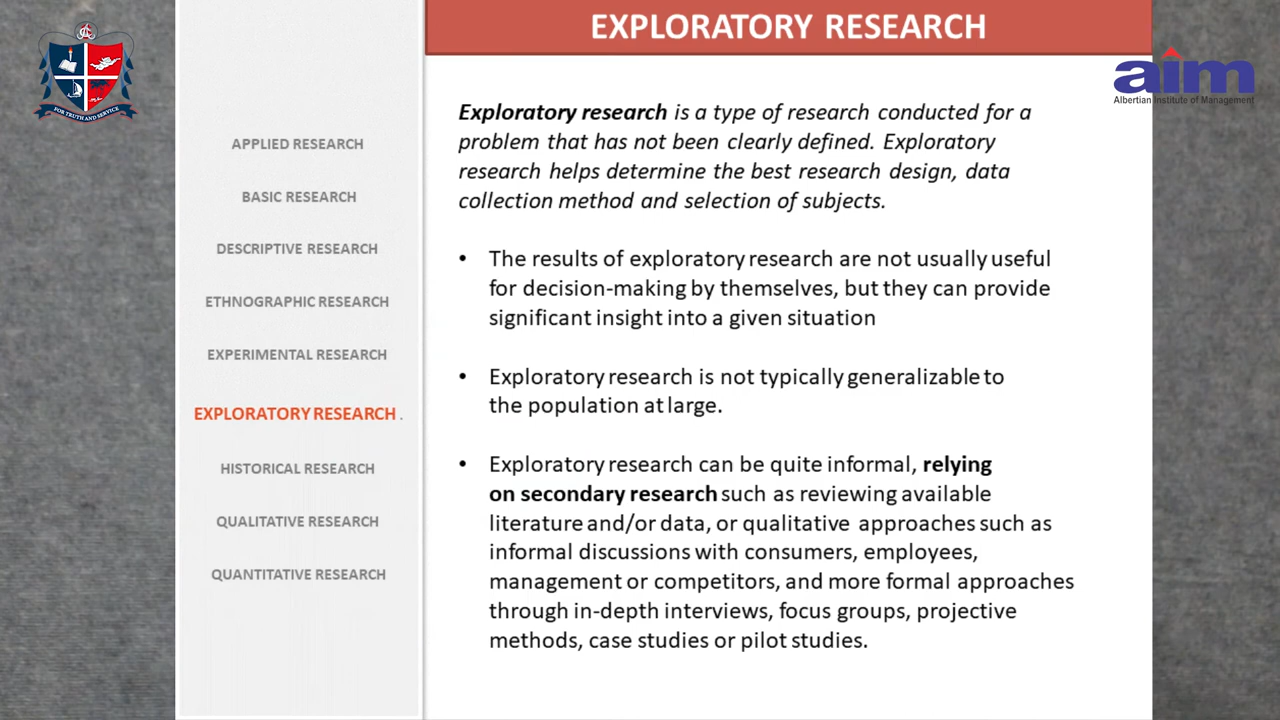 EXPLORATORY RESEARCH
FOR TRUTH AND SERVICE
aim
Albertian Institute of Management
APPLIED RESEARCH
BASIC RESEARCH
DESCRIPTIVE RESEARCH
ETHNOGRAPHIC RESEARCH
EXPERIMENTAL RESEARCH
EXPLORATORY RESEARCH .
HISTORICAL RESEARCH
QUALITATIVE RESEARCH
QUANTITATIVE RESEARCH
Exploratory research is a type of research conducted for a
problem that has not been clearly defined. Exploratory
research helps determine the best research design, data
collection method and selection of subjects.
• The results of exploratory research are not usually useful
for decision-making by themselves, but they can provide
significant insight into a given situation
• Exploratory research is not typically generalizable to
the population at large.
• Exploratory research can be quite informal, relying
on secondary research such as reviewing available
literature and/or data, or qualitative approaches such as
informal discussions with consumers, employees,
management or competitors, and more formal approaches
through in-depth interviews, focus groups, projective
methods, case studies or pilot studies.